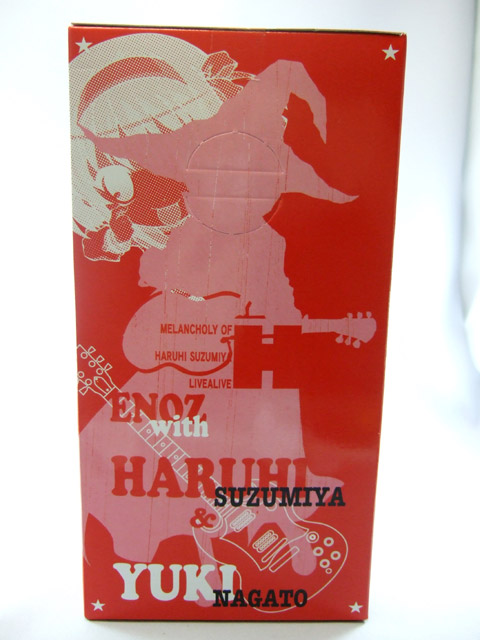 MELANCHOLY OF
HARUHI SUZUMIYA
LIVEALIVE
H
ENOZ
with
HARUHI
SUZUMIYA
&
YUKI
NAGATO